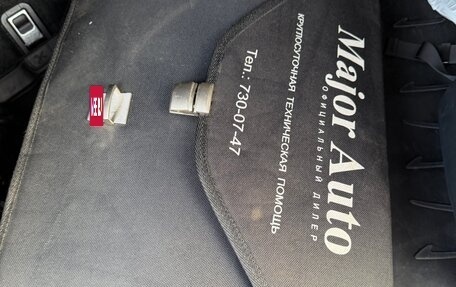 Major Auto
ОФИЦИАЛЬНЫЙ ДИЛЕР
КРУГЛОСУТОЧНАЯ ТЕХНИЧЕСКАЯ ПОМОЩЬ
Тел.: 730-07-47